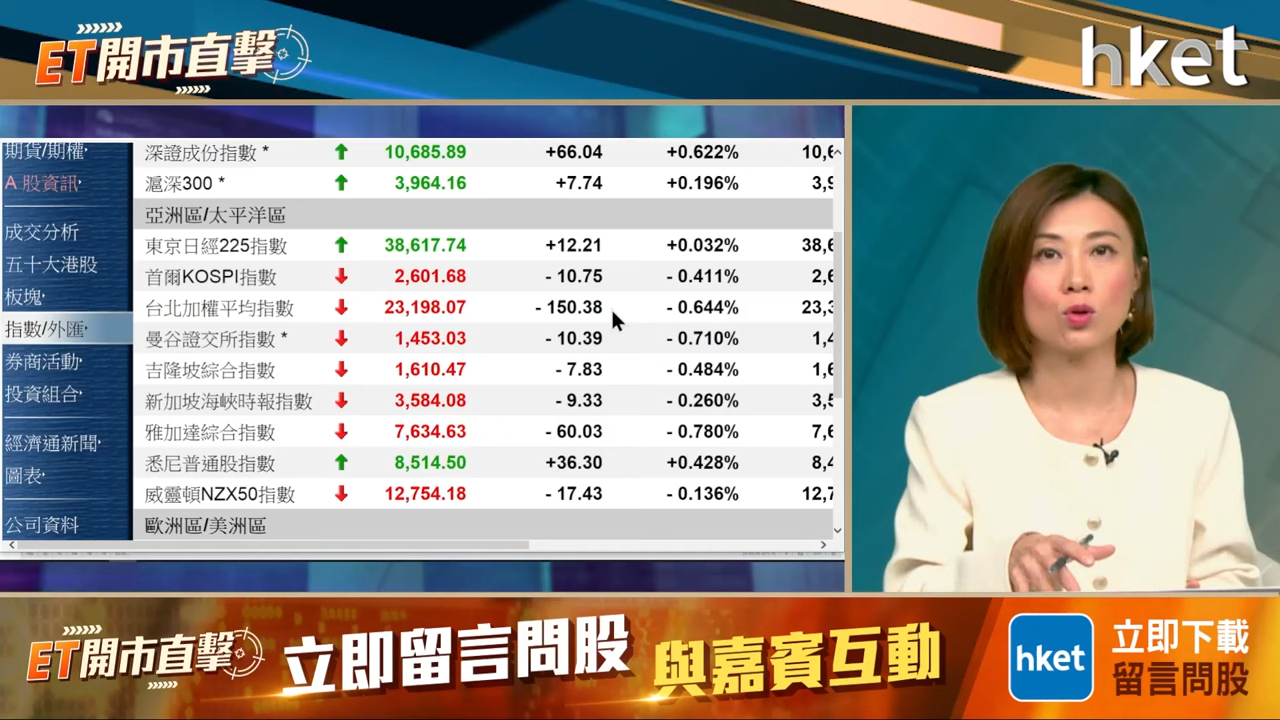 ET開市直擊
hket
期貨/期權
A 股資訊
成交分析
五十大港股
板塊
指數/外匯
券商活動
投資組合
經濟通新聞
圖表
公司資料
深證成份指數 * 10,685.89 +66.04 +0.622%
滬深300 * 3,964.16 +7.74 +0.196%
亞洲區/太平洋區
東京日經225指數 38,617.74 +12.21 +0.032%
首爾KOSPI指數 2,601.68 - 10.75 - 0.411%
台北加權平均指數 23,198.07 - 150.38 - 0.644%
曼谷證交所指數 * 1,453.03 - 10.39 - 0.710%
吉隆坡綜合指數 1,610.47 - 7.83 - 0.484%
新加坡海峽時報指數 3,584.08 - 9.33 - 0.260%
雅加達綜合指數 7,634.63 - 60.03 - 0.780%
悉尼普通股指數 8,514.50 +36.30 +0.428%
威靈頓NZX50指數 12,754.18 - 17.43 - 0.136%
歐洲區/美洲區
ET開市直擊
立即留言問股
與嘉賓互動
hket
立即下載
留言問股